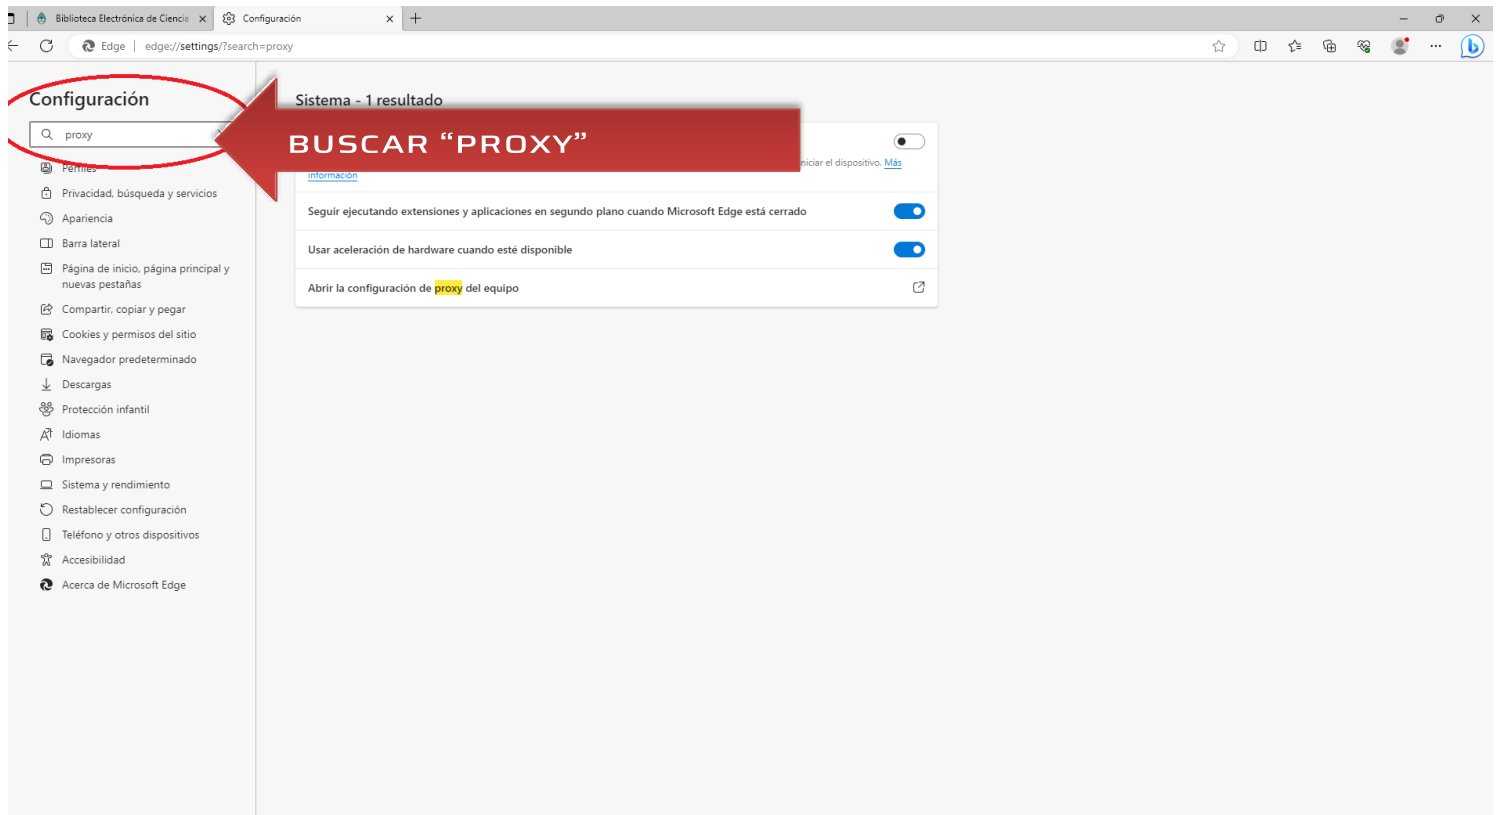 Biblioteca Electrónica de Ciencia
Configuración
Edge
edge://settings/?search=proxy
Configuración
proxy
Perfiles
Privacidad, búsqueda y servicios
Apariencia
Barra lateral
Página de inicio, página principal y
nuevas pestañas
Compartir, copiar y pegar
Cookies y permisos del sitio
Navegador predeterminado
Descargas
Protección infantil
Idiomas
Impresoras
Sistema y rendimiento
Restablecer configuración
Teléfono y otros dispositivos
Accesibilidad
Acerca de Microsoft Edge
Sistema - 1 resultado
BUSCAR “PROXY”
el dispositivo. Más
información
Seguir ejecutando extensiones y aplicaciones en segundo plano cuando Microsoft Edge está cerrado
Usar aceleración de hardware cuando esté disponible
Abrir la configuración de proxy del equipo